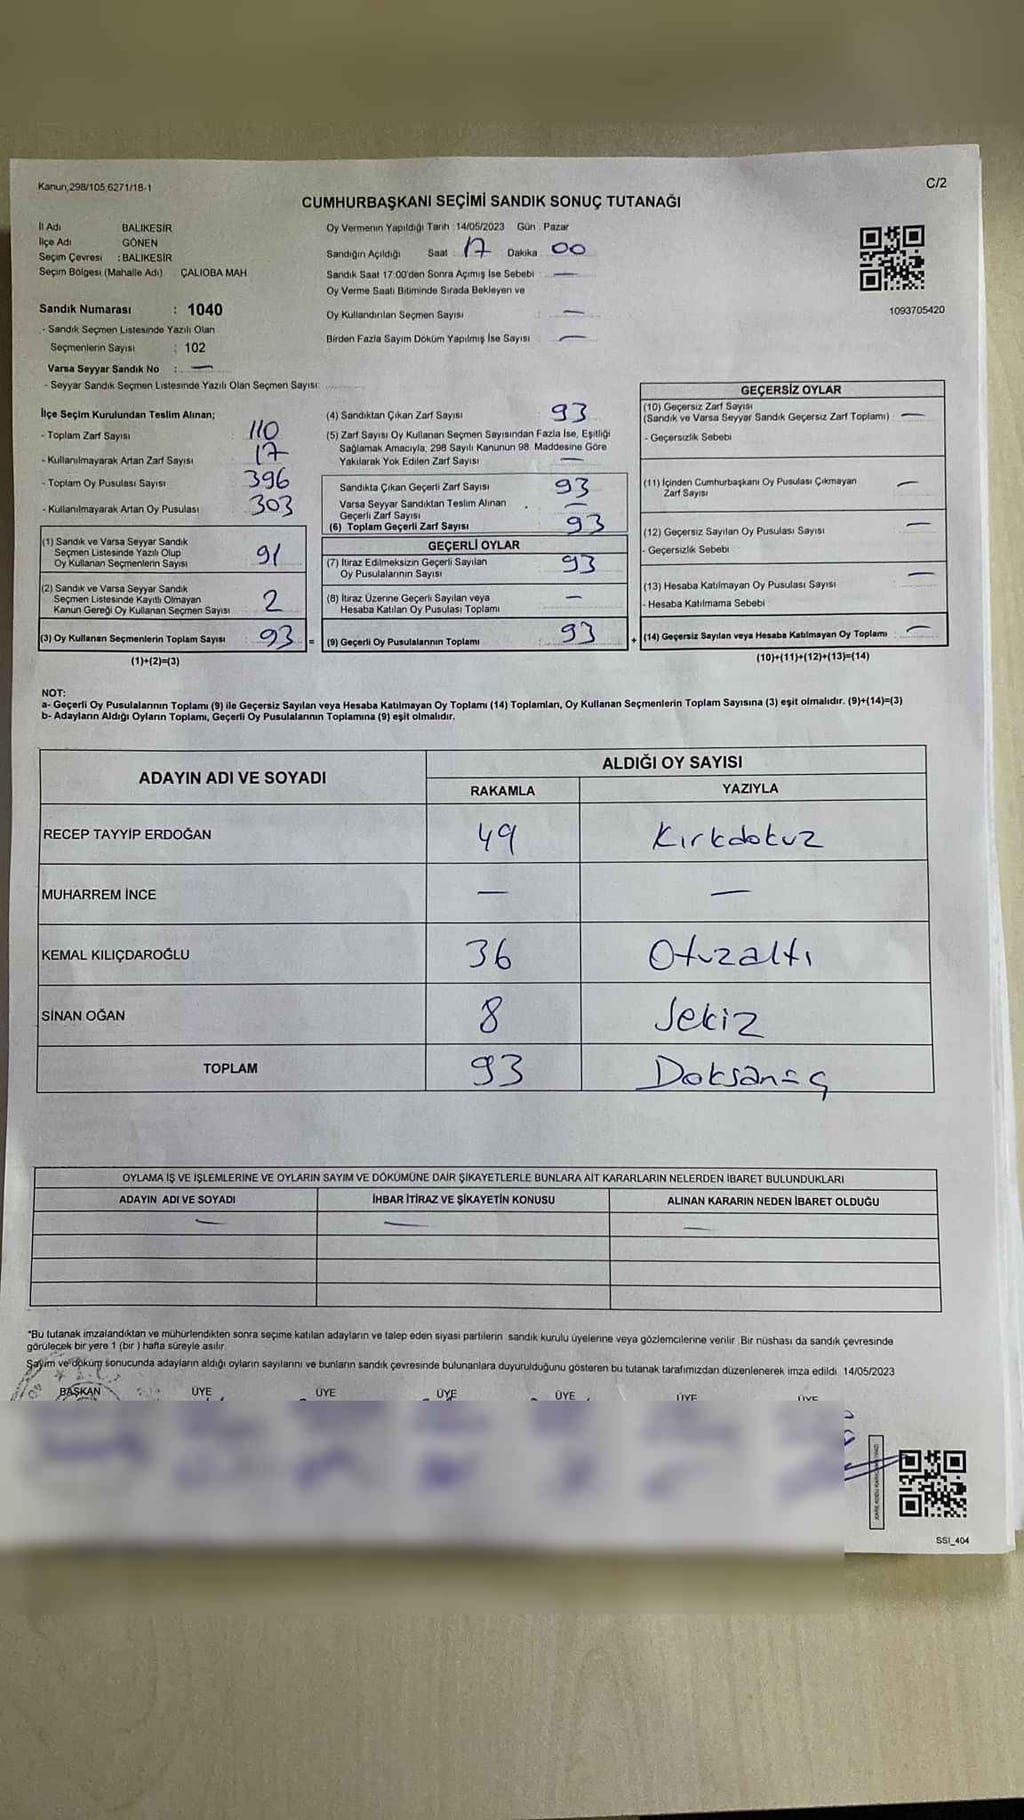 Kanun,298/105,6271/18-1
C/2
CUMHURBAŞKANI SEÇİMİ SANDIK SONUÇ TUTANAĞI
İl Adı BALIKESİR
İlçe Adı GÖNEN
Seçim Çevresi : BALIKESİR
Seçim Bölgesi (Mahalle Adı) ÇALIOBA MAH
Sandık Numarası : 1040
- Sandık Seçmen Listesinde Yazılı Olan
Seçmenlerin Sayısı : 102
Varsa Seyyar Sandık No : —
- Seyyar Sandık Seçmen Listesinde Yazılı Olan Seçmen Sayısı:
Oy Vermenin Yapıldığı Tarih 14/05/2023 Gün Pazar
Sandığın Açıldığı Saat 17 Dakika 00
Sandık Saat 17:00'den Sonra Açımış İse Sebebi —
Oy Verme Saati Bitiminde Sırada Bekleyen ve
Oy Kullandırılan Seçmen Sayısı —
Birden Fazla Sayım Döküm Yapılmış İse Sayısı —
1093705420
İlçe Seçim Kurulundan Teslim Alınan;
- Toplam Zarf Sayısı 110
- Kullanılmayarak Artan Zarf Sayısı 17
- Toplam Oy Pusulası Sayısı 396
- Kullanılmayarak Artan Oy Pusulası 303
(1) Sandık ve Varsa Seyyar Sandık
Seçmen Listesinde Yazılı Olup
Oy Kullanan Seçmenlerin Sayısı 91
(2) Sandık ve Varsa Seyyar Sandık
Seçmen Listesinde Kayıtlı Olmayan
Kanun Gereği Oy Kullanan Seçmen Sayısı 2
(3) Oy Kullanan Seçmenlerin Toplam Sayısı 93 =
(1)+(2)=(3)
(4) Sandıktan Çıkan Zarf Sayısı 93
(5) Zarf Sayısı Oy Kullanan Seçmen Sayısından Fazla İse, Eşitliği
Sağlamak Amacıyla, 298 Sayılı Kanunun 98. Maddesine Göre
Yakılarak Yok Edilen Zarf Sayısı —
Sandıkta Çıkan Geçerli Zarf Sayısı 93
Varsa Seyyar Sandıktan Teslim Alınan —
Geçerli Zarf Sayısı
(6) Toplam Geçerli Zarf Sayısı 93
GEÇERLİ OYLAR
(7) İtiraz Edilmeksizin Geçerli Sayılan 93
Oy Pusulalarının Sayısı
(8) İtiraz Üzerine Geçerli Sayılan veya —
Hesaba Katılan Oy Pusulası Toplamı
(9) Geçerli Oy Pusulalarının Toplamı 93 +
GEÇERSİZ OYLAR
(10) Geçersiz Zarf Sayısı
(Sandık ve Varsa Seyyar Sandık Geçersiz Zarf Toplamı) —
- Geçersizlik Sebebi
(11) İçinden Cumhurbaşkanı Oy Pusulası Çıkmayan —
Zarf Sayısı
(12) Geçersiz Sayılan Oy Pusulası Sayısı —
- Geçersizlik Sebebi
(13) Hesaba Katılmayan Oy Pusulası Sayısı —
- Hesaba Katılmama Sebebi
(14) Geçersiz Sayılan veya Hesaba Katılmayan Oy Toplamı —
(10)+(11)+(12)+(13)=(14)
NOT:
a- Geçerli Oy Pusulalarının Toplamı (9) ile Geçersiz Sayılan veya Hesaba Katılmayan Oy Toplamı (14) Toplamları, Oy Kullanan Seçmenlerin Toplam Sayısına (3) eşit olmalıdır. (9)+(14)=(3)
b- Adayların Aldığı Oyların Toplamı, Geçerli Oy Pusulalarının Toplamına (9) eşit olmalıdır.
ADAYIN ADI VE SOYADI
ALDIĞI OY SAYISI
RAKAMLA YAZIYLA
RECEP TAYYİP ERDOĞAN 49 Kırkdokuz
MUHARREM İNCE — —
KEMAL KILIÇDAROĞLU 36 Otuzaltı
SİNAN OĞAN 8 Sekiz
TOPLAM 93 Doksanüç
OYLAMA İŞ VE İŞLEMLERİNE VE OYLARIN SAYIM VE DÖKÜMÜNE DAİR ŞİKAYETLERLE BUNLARA AİT KARARLARIN NELERDEN İBARET BULUNDUKLARI
ADAYIN ADI VE SOYADI İHBAR İTİRAZ VE ŞİKAYETİN KONUSU ALINAN KARARIN NEDEN İBARET OLDUĞU
— — —
*Bu tutanak imzalandıktan ve mühürlendikten sonra seçime katılan adayların ve talep eden siyasi partilerin sandık kurulu üyelerine veya gözlemcilerine verilir. Bir nüshası da sandık çevresinde
görülecek bir yere 1 (bir) hafta süreyle asılır.
Sayım ve döküm sonucunda adayların aldığı oyların sayılarını ve bunların sandık çevresinde bulunanlara duyurulduğunu gösteren bu tutanak tarafımızdan düzenlenerek imza edildi. 14/05/2023
BAŞKAN ÜYE ÜYE ÜYE ÜYE ÜYE ÜYE
SSI_404